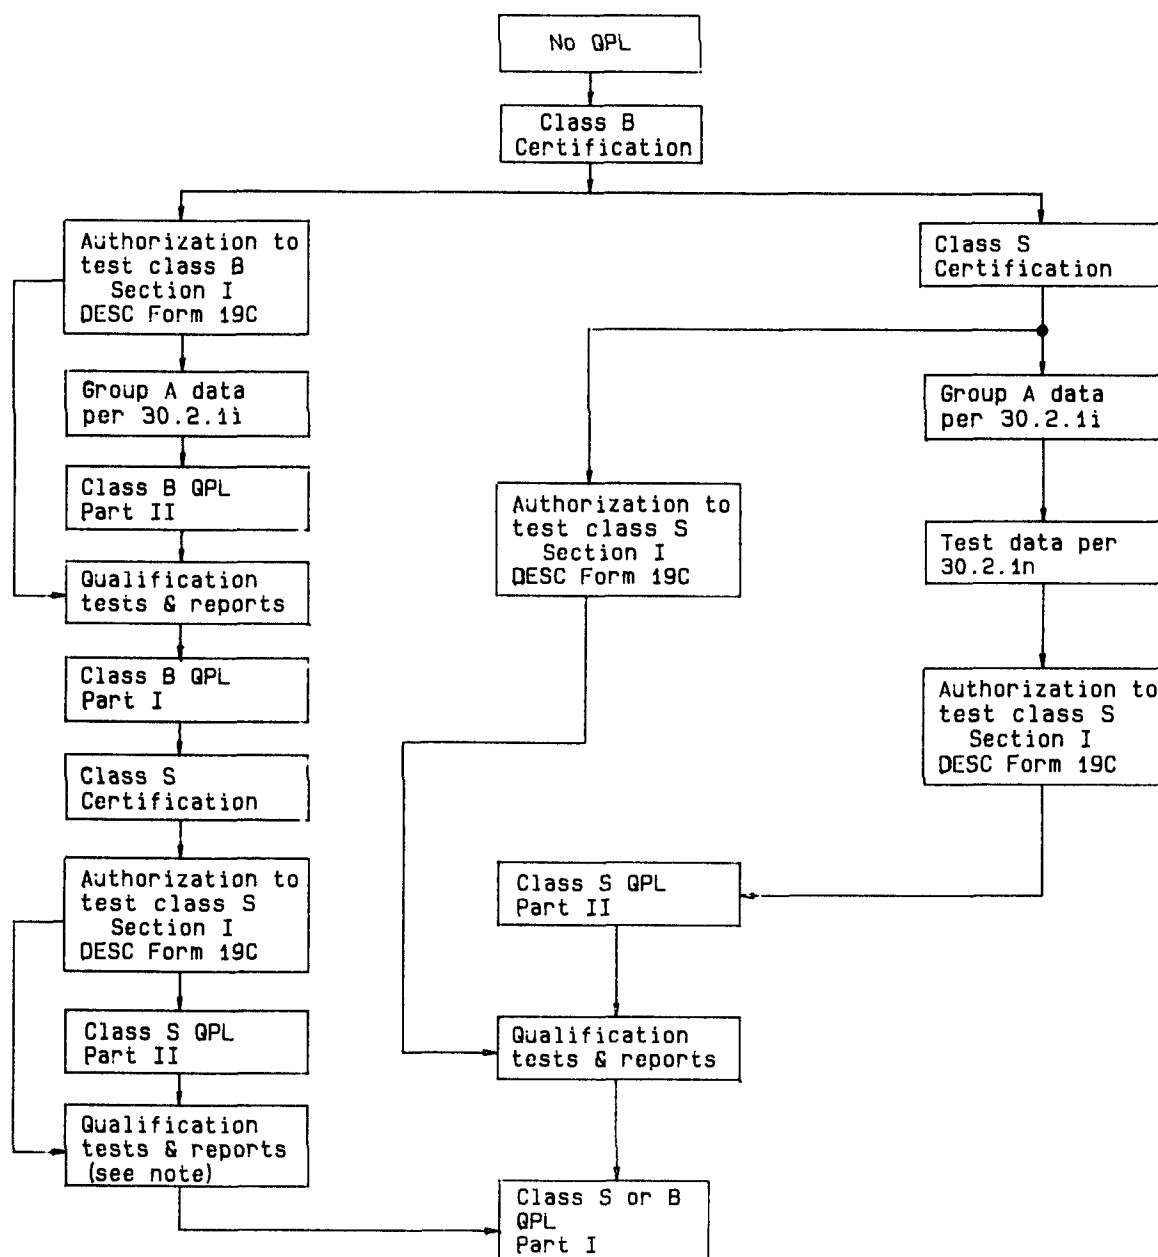 No QPL
Class B
Certification
Authorization to
test class B
Section I
DESC Form 19C
Group A data
per 30.2.1i
Class B QPL
Part II
Qualification
tests & reports
Class B QPL
Part I
Class S
Certification
Authorization to
test class S
Section I
DESC Form 19C
Class S QPL
Part II
Qualification
tests & reports
(see note)
Class S
Certification
Authorization to
test class S
Section I
DESC Form 19C
Group A data
per 30.2.1i
Test data per
30.2.1n
Authorization to
test class S
Section I
DESC Form 19C
Class S QPL
Part II
Qualification
tests & reports
Class S or B
QPL
Part I